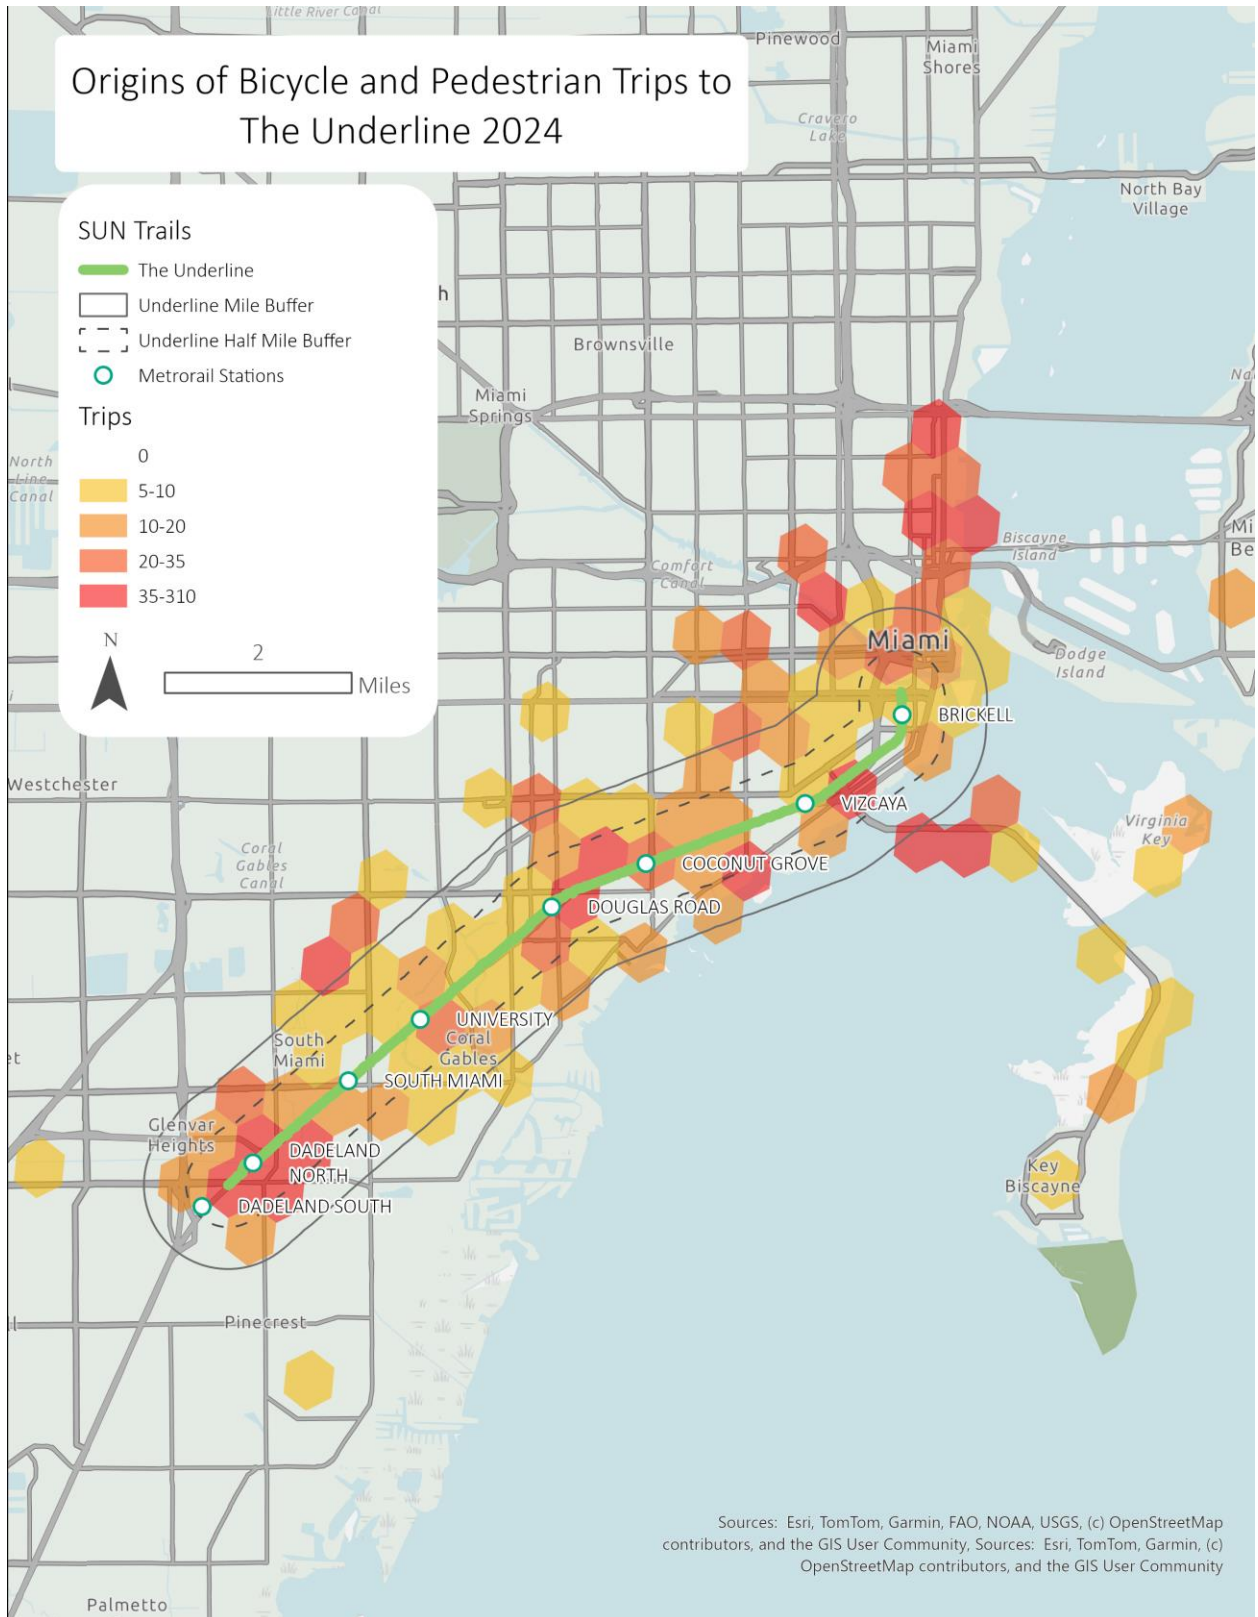 Little River Canal
Pinewood
Miami
Shores
Origins of Bicycle and Pedestrian Trips to
The Underline 2024
Cravero
Lake
North Bay
Village
SUN Trails
The Underline
Underline Mile Buffer
Underline Half Mile Buffer
Metrorail Stations
Trips
0
5-10
10-20
20-35
35-310
N
2
Miles
h
Brownsville
Miami
Springs
Na
North
Line
Canal
Comfort
Canal
Biscayne
Island
Mi
Be
Miami
Dodge
Island
BRICKELL
Westchester
VIZCAYA
Virginia
Key
Coral
Gables
Canal
COCONUT GROVE
DOUGLAS ROAD
UNIVERSITY
South
Miami
Coral
Gables
et
SOUTH MIAMI
Glenvar
Heights
DADELAND
NORTH
DADELAND SOUTH
Key
Biscayne
Pinecrest
Sources: Esri, TomTom, Garmin, FAO, NOAA, USGS, (c) OpenStreetMap
contributors, and the GIS User Community, Sources: Esri, TomTom, Garmin, (c)
OpenStreetMap contributors, and the GIS User Community
Palmetto